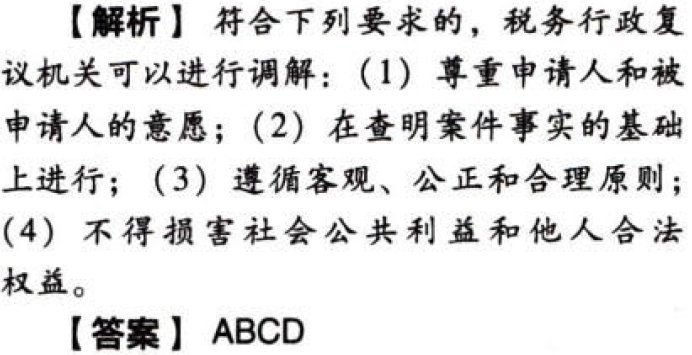 【解析】 符合下列要求的，税务行政复
议机关可以进行调解：（1）尊重申请人和被
申请人的意愿；（2）在查明案件事实的基础
上进行；（3）遵循客观、公正和合理原则；
（4）不得损害社会公共利益和他人合法
权益。
【答案】 ABCD